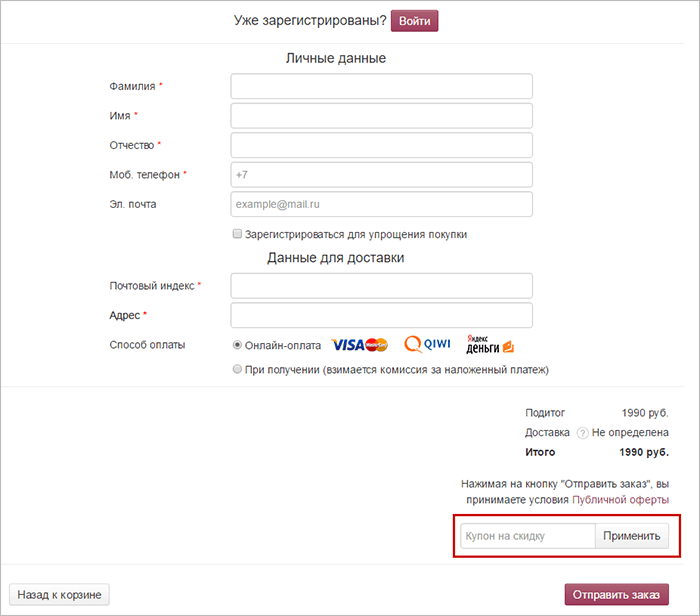 Уже зарегистрированы? Войти
Личные данные
Фамилия *
Имя *
Отчество *
Моб. телефон * +7
Эл. почта example@mail.ru
Зарегистрироваться для упрощения покупки
Данные для доставки
Почтовый индекс *
Адрес *
Способ оплаты Онлайн-оплата VISA MasterCard QIWI Яндекс деньги
При получении (взимается комиссия за наложенный платеж)
Подитог 1990 руб.
Доставка ? Не определена
Итого 1990 руб.
Нажимая на кнопку "Отправить заказ", вы
принимаете условия Публичной оферты
Купон на скидку Применить
Назад к корзине Отправить заказ